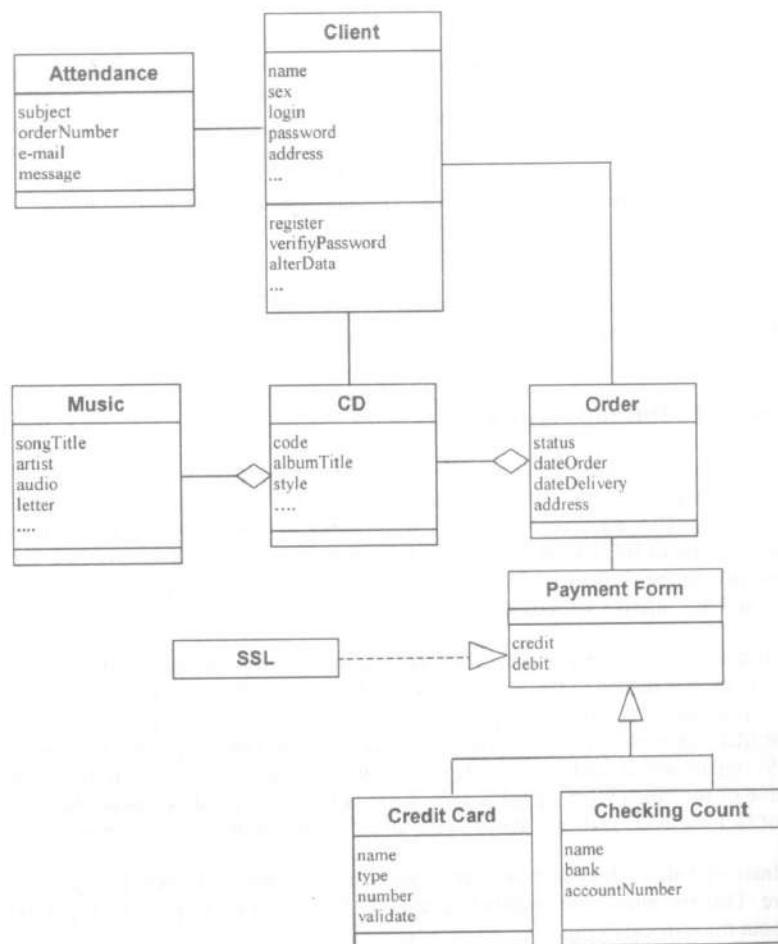 Client
name
sex
login
password
address
...
register
verifiyPassword
alterData
...
Attendance
subject
orderNumber
e-mail
message
Music
songTitle
artist
audio
letter
....
CD
code
albumTitle
style
....
Order
status
dateOrder
dateDelivery
address
Payment Form
credit
debit
SSL
Credit Card
name
type
number
validate
Checking Count
name
bank
accountNumber